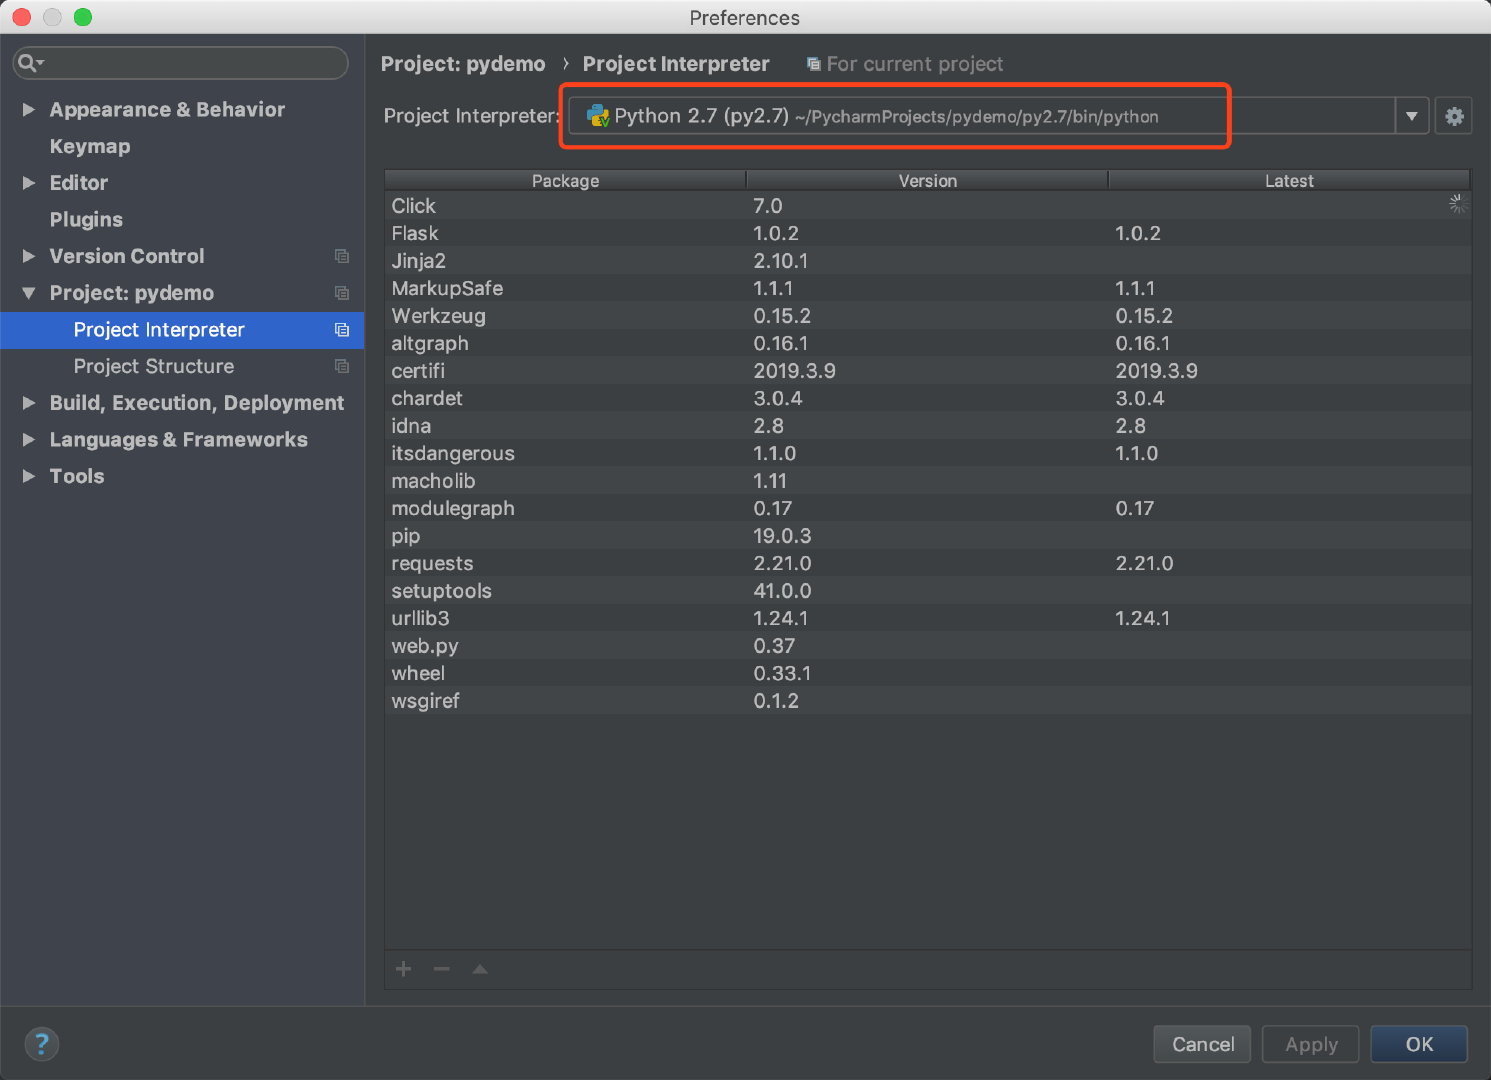 Preferences
Project: pydemo › Project Interpreter For current project
Appearance & Behavior
Keymap
Editor
Plugins
Version Control
Project: pydemo
Project Interpreter
Project Structure
Build, Execution, Deployment
Languages & Frameworks
Tools
Project Interpreter: Python 2.7 (py2.7) ~/PycharmProjects/pydemo/py2.7/bin/python
Package Version Latest
Click 7.0
Flask 1.0.2 1.0.2
Jinja2 2.10.1
MarkupSafe 1.1.1 1.1.1
Werkzeug 0.15.2 0.15.2
altgraph 0.16.1 0.16.1
certifi 2019.3.9 2019.3.9
chardet 3.0.4 3.0.4
idna 2.8 2.8
itsdangerous 1.1.0 1.1.0
macholib 1.11
modulegraph 0.17 0.17
pip 19.0.3
requests 2.21.0 2.21.0
setuptools 41.0.0
urllib3 1.24.1 1.24.1
web.py 0.37
wheel 0.33.1
wsgiref 0.1.2
? Cancel Apply OK